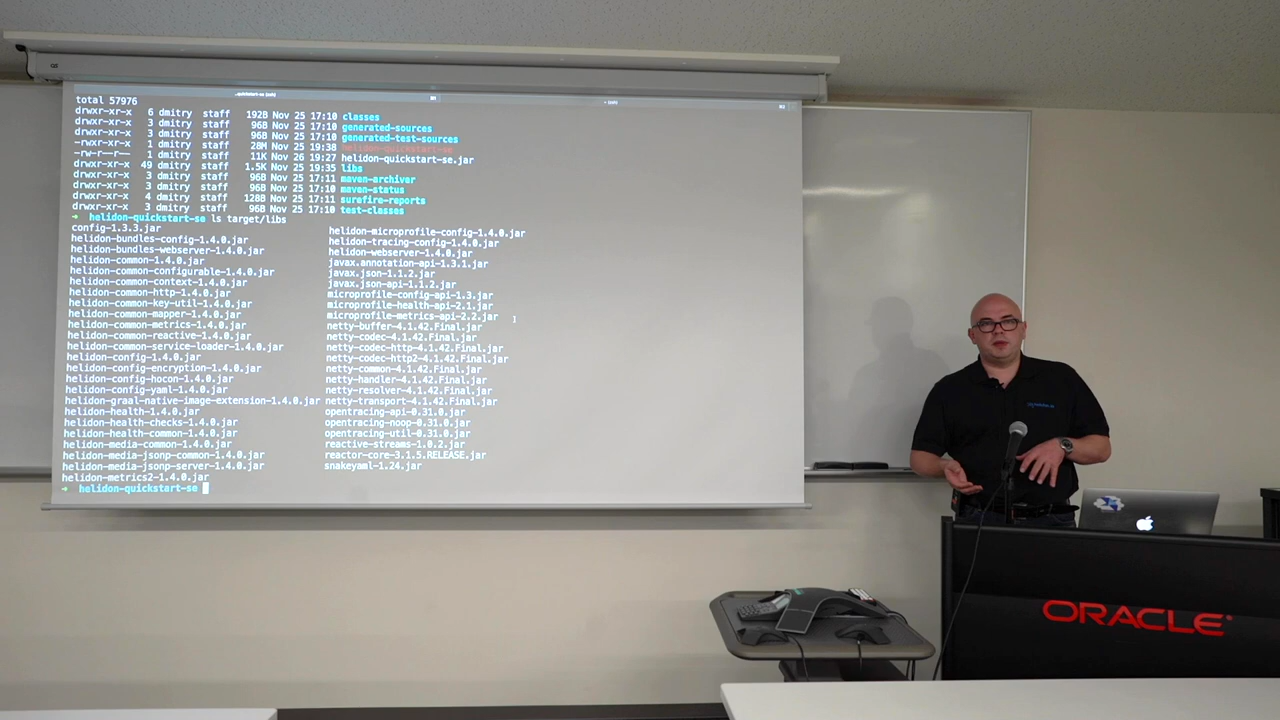 total 57976
drwxr-xr-x 6 dmitry staff 192B Nov 25 17:10 classes
drwxr-xr-x 3 dmitry staff 96B Nov 25 17:10 generated-sources
drwxr-xr-x 3 dmitry staff 96B Nov 25 17:10 generated-test-sources
-rwxr-xr-x 1 dmitry staff 28M Nov 25 19:38 helidon-quickstart-se
-rw-r--r-- 1 dmitry staff 11K Nov 26 19:27 helidon-quickstart-se.jar
drwxr-xr-x 49 dmitry staff 1.5K Nov 25 19:35 libs
drwxr-xr-x 3 dmitry staff 96B Nov 25 17:11 maven-archiver
drwxr-xr-x 3 dmitry staff 96B Nov 25 17:10 maven-status
drwxr-xr-x 4 dmitry staff 128B Nov 25 17:11 surefire-reports
drwxr-xr-x 3 dmitry staff 96B Nov 25 17:10 test-classes
➜ helidon-quickstart-se ls target/libs
config-1.3.3.jar helidon-microprofile-config-1.4.0.jar
helidon-bundles-config-1.4.0.jar helidon-tracing-config-1.4.0.jar
helidon-bundles-webserver-1.4.0.jar helidon-webserver-1.4.0.jar
helidon-common-1.4.0.jar javax.annotation-api-1.3.1.jar
helidon-common-configurable-1.4.0.jar javax.json-1.1.2.jar
helidon-common-context-1.4.0.jar javax.json-api-1.1.2.jar
helidon-common-http-1.4.0.jar microprofile-config-api-1.3.jar
helidon-common-key-util-1.4.0.jar microprofile-health-api-2.1.jar
helidon-common-mapper-1.4.0.jar microprofile-metrics-api-2.2.jar
helidon-common-metrics-1.4.0.jar netty-buffer-4.1.42.Final.jar
helidon-common-reactive-1.4.0.jar netty-codec-4.1.42.Final.jar
helidon-common-service-loader-1.4.0.jar netty-codec-http-4.1.42.Final.jar
helidon-config-1.4.0.jar netty-codec-http2-4.1.42.Final.jar
helidon-config-encryption-1.4.0.jar netty-common-4.1.42.Final.jar
helidon-config-hocon-1.4.0.jar netty-handler-4.1.42.Final.jar
helidon-config-yaml-1.4.0.jar netty-resolver-4.1.42.Final.jar
helidon-graal-native-image-extension-1.4.0.jar netty-transport-4.1.42.Final.jar
helidon-health-1.4.0.jar opentracing-api-0.31.0.jar
helidon-health-checks-1.4.0.jar opentracing-noop-0.31.0.jar
helidon-health-common-1.4.0.jar opentracing-util-0.31.0.jar
helidon-media-common-1.4.0.jar reactive-streams-1.0.2.jar
helidon-media-jsonp-common-1.4.0.jar reactor-core-3.1.5.RELEASE.jar
helidon-media-jsonp-server-1.4.0.jar snakeyaml-1.24.jar
helidon-metrics2-1.4.0.jar
➜ helidon-quickstart-se
ORACLE